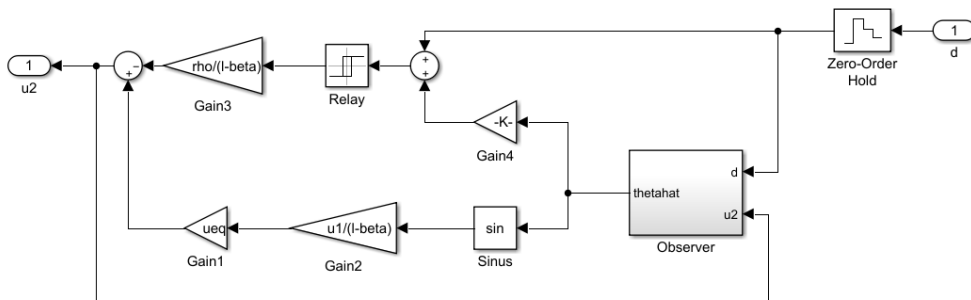 1
u2
rho/(l-beta)
Gain3
Relay
Zero-Order
Hold
1
d
-K-
Gain4
thetahat
d
u2
Observer
ueq
Gain1
u1/(l-beta)
Gain2
sin
Sinus